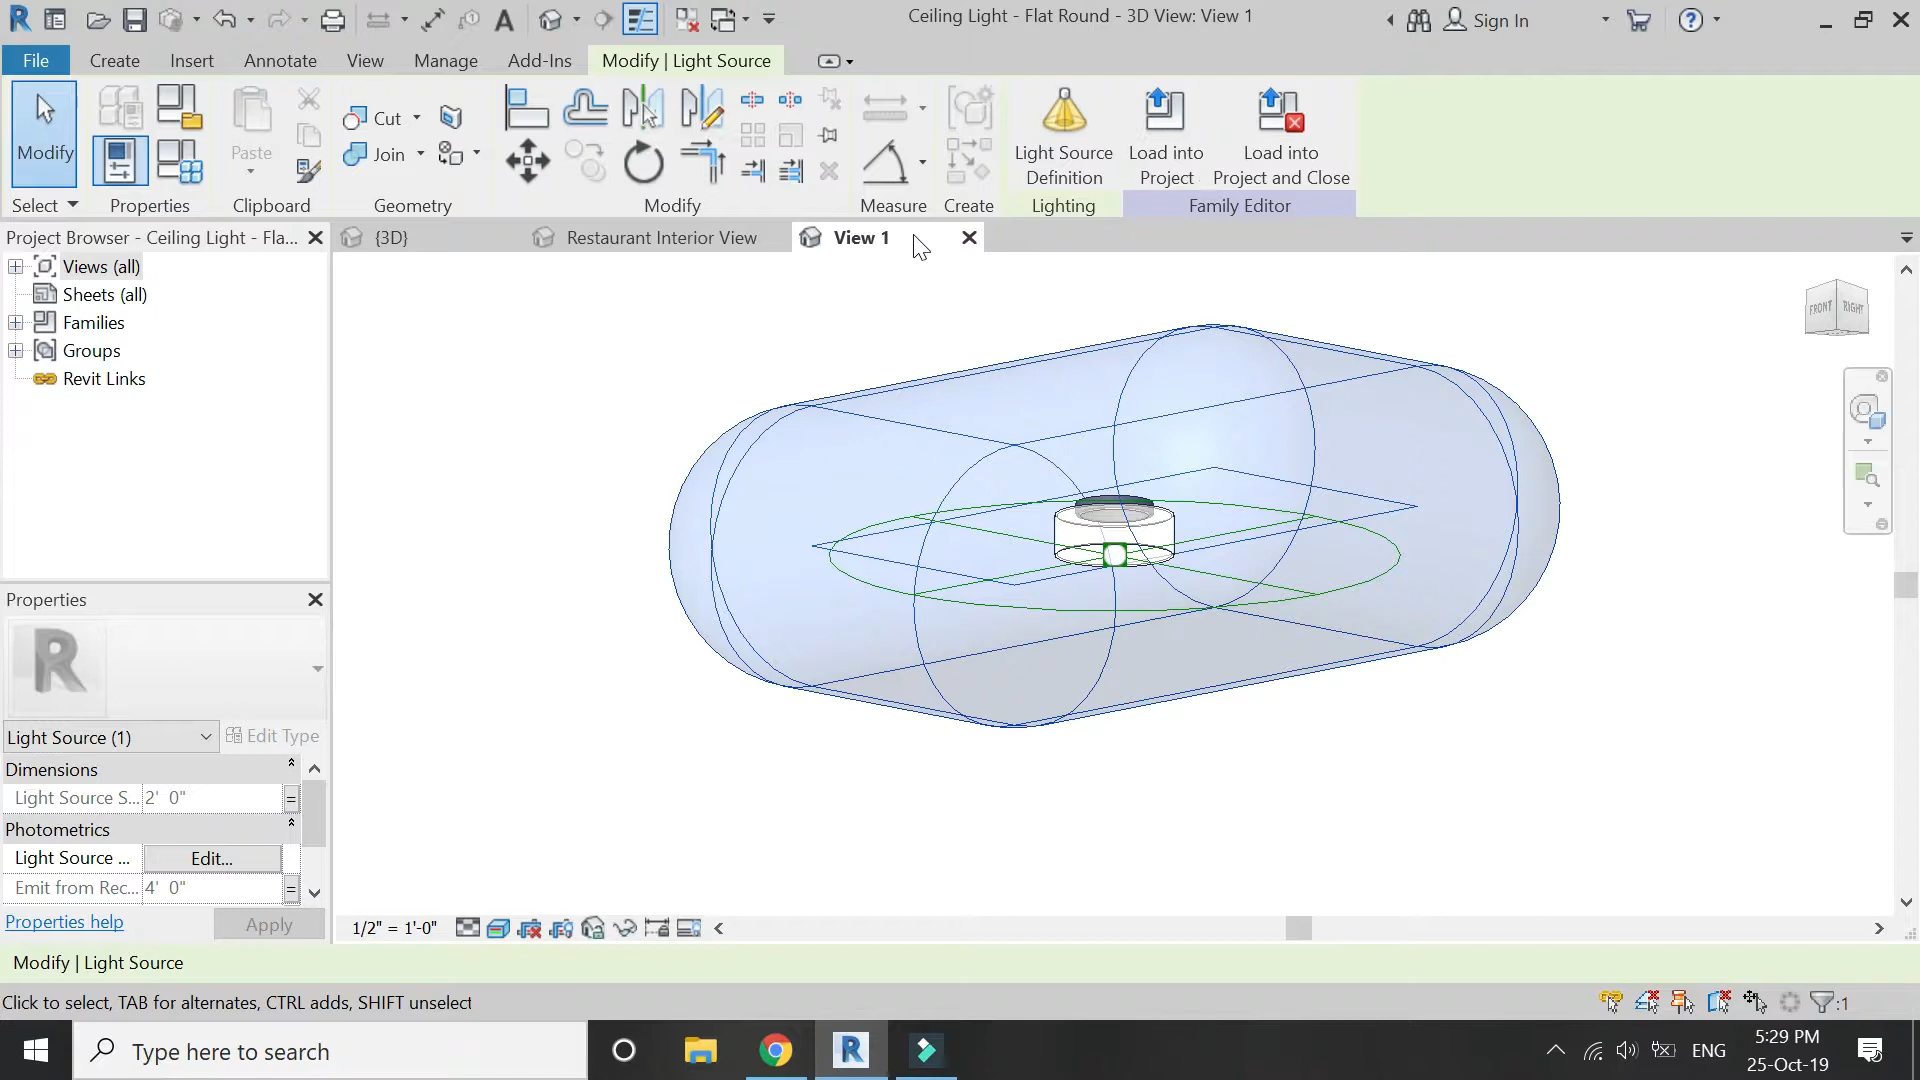 Ceiling Light - Flat Round - 3D View: View 1
Sign In
File Create Insert Annotate View Manage Add-Ins Modify | Light Source
Modify
Paste
Cut
Join
Light Source Definition
Load into Project
Load into Project and Close
Select Properties Clipboard Geometry Modify Measure Create Lighting Family Editor
Project Browser - Ceiling Light - Fla...
{3D} Restaurant Interior View View 1
Views (all)
Sheets (all)
Families
Groups
Revit Links
FRONT RIGHT
Properties
R
Light Source (1) Edit Type
Dimensions
Light Source S... 2' 0" =
Photometrics
Light Source ... Edit...
Emit from Rec... 4' 0" =
Properties help Apply
1/2" = 1'-0"
Modify | Light Source
Click to select, TAB for alternates, CTRL adds, SHIFT unselect
:1
Type here to search
ENG
5:29 PM
25-Oct-19